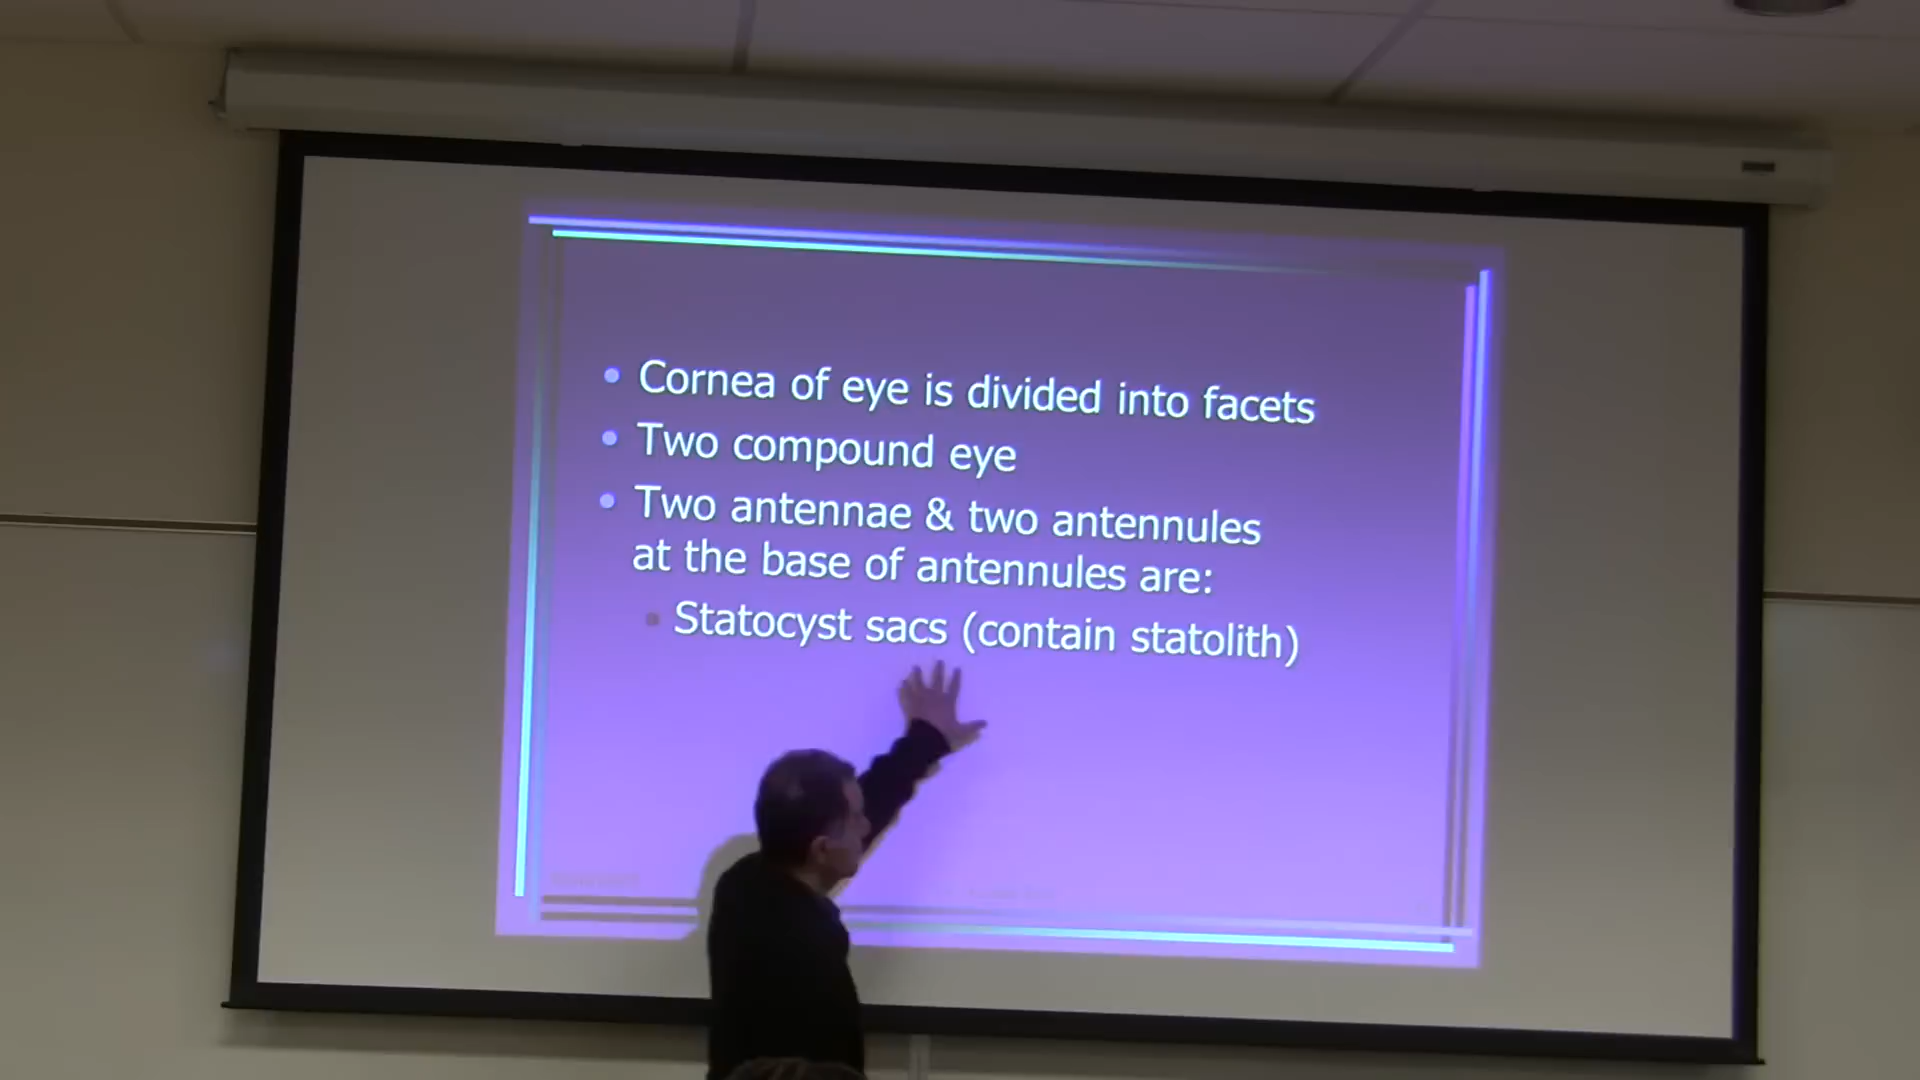 • Cornea of eye is divided into facets
• Two compound eye
• Two antennae & two antennules
at the base of antennules are:
▪ Statocyst sacs (contain statolith)